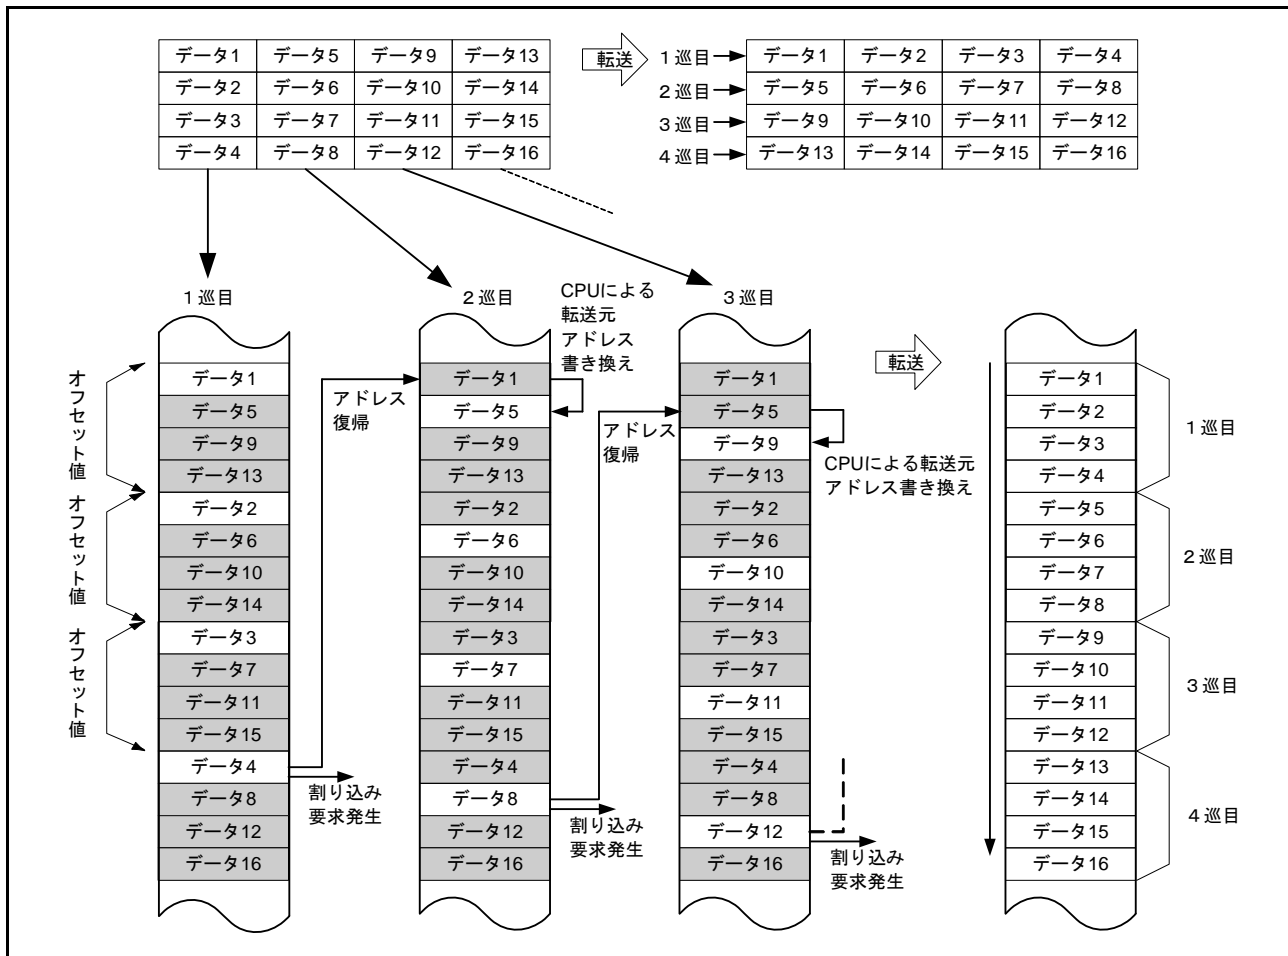 データ1 データ5 データ9 データ13
データ2 データ6 データ10 データ14
データ3 データ7 データ11 データ15
データ4 データ8 データ12 データ16
転送
1巡目 データ1 データ2 データ3 データ4
2巡目 データ5 データ6 データ7 データ8
3巡目 データ9 データ10 データ11 データ12
4巡目 データ13 データ14 データ15 データ16
1巡目
オフセット値
オフセット値
オフセット値
データ1
データ5
データ9
データ13
データ2
データ6
データ10
データ14
データ3
データ7
データ11
データ15
データ4
データ8
データ12
データ16
割り込み
要求発生
アドレス
復帰
2巡目
CPUによる
転送元
アドレス
書き換え
データ1
データ5
データ9
データ13
データ2
データ6
データ10
データ14
データ3
データ7
データ11
データ15
データ4
データ8
データ12
データ16
割り込み
要求発生
アドレス
復帰
3巡目
データ1
データ5
データ9
データ13
データ2
データ6
データ10
データ14
データ3
データ7
データ11
データ15
データ4
データ8
データ12
データ16
CPUによる転送元
アドレス書き換え
割り込み
要求発生
転送
データ1
データ2
データ3
データ4
データ5
データ6
データ7
データ8
データ9
データ10
データ11
データ12
データ13
データ14
データ15
データ16
1巡目
2巡目
3巡目
4巡目